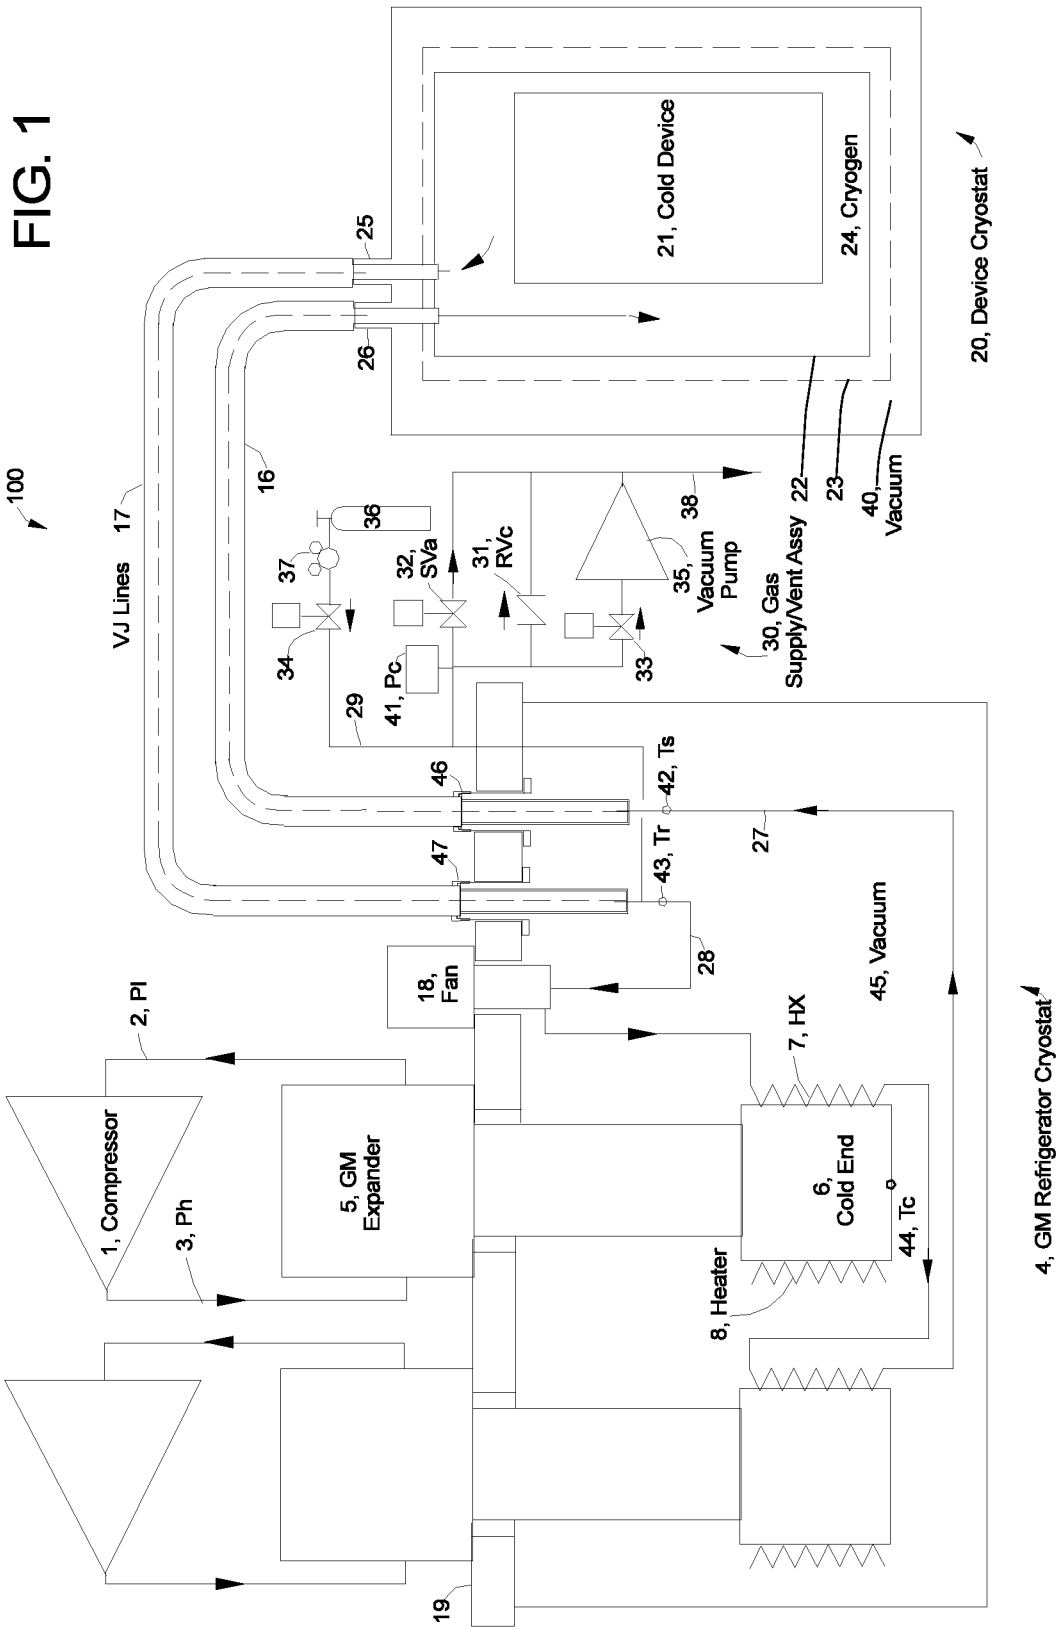 FIG. 1
100
VJ Lines
17
16
25
26
21, Cold Device
24, Cryogen
20, Device Cryostat
22
23
40,
Vacuum
37
36
34
32,
SVa
31,
RVc
41, Pc
29
35,
Vacuum
Pump
38
33
30, Gas
Supply/Vent Assy
46
47
42, Ts
43, Tr
27
28
18,
Fan
45, Vacuum
2, Pl
1, Compressor
3, Ph
5, GM
Expander
7, HX
6,
Cold End
44, Tc
8, Heater
19
4, GM Refrigerator Cryostat